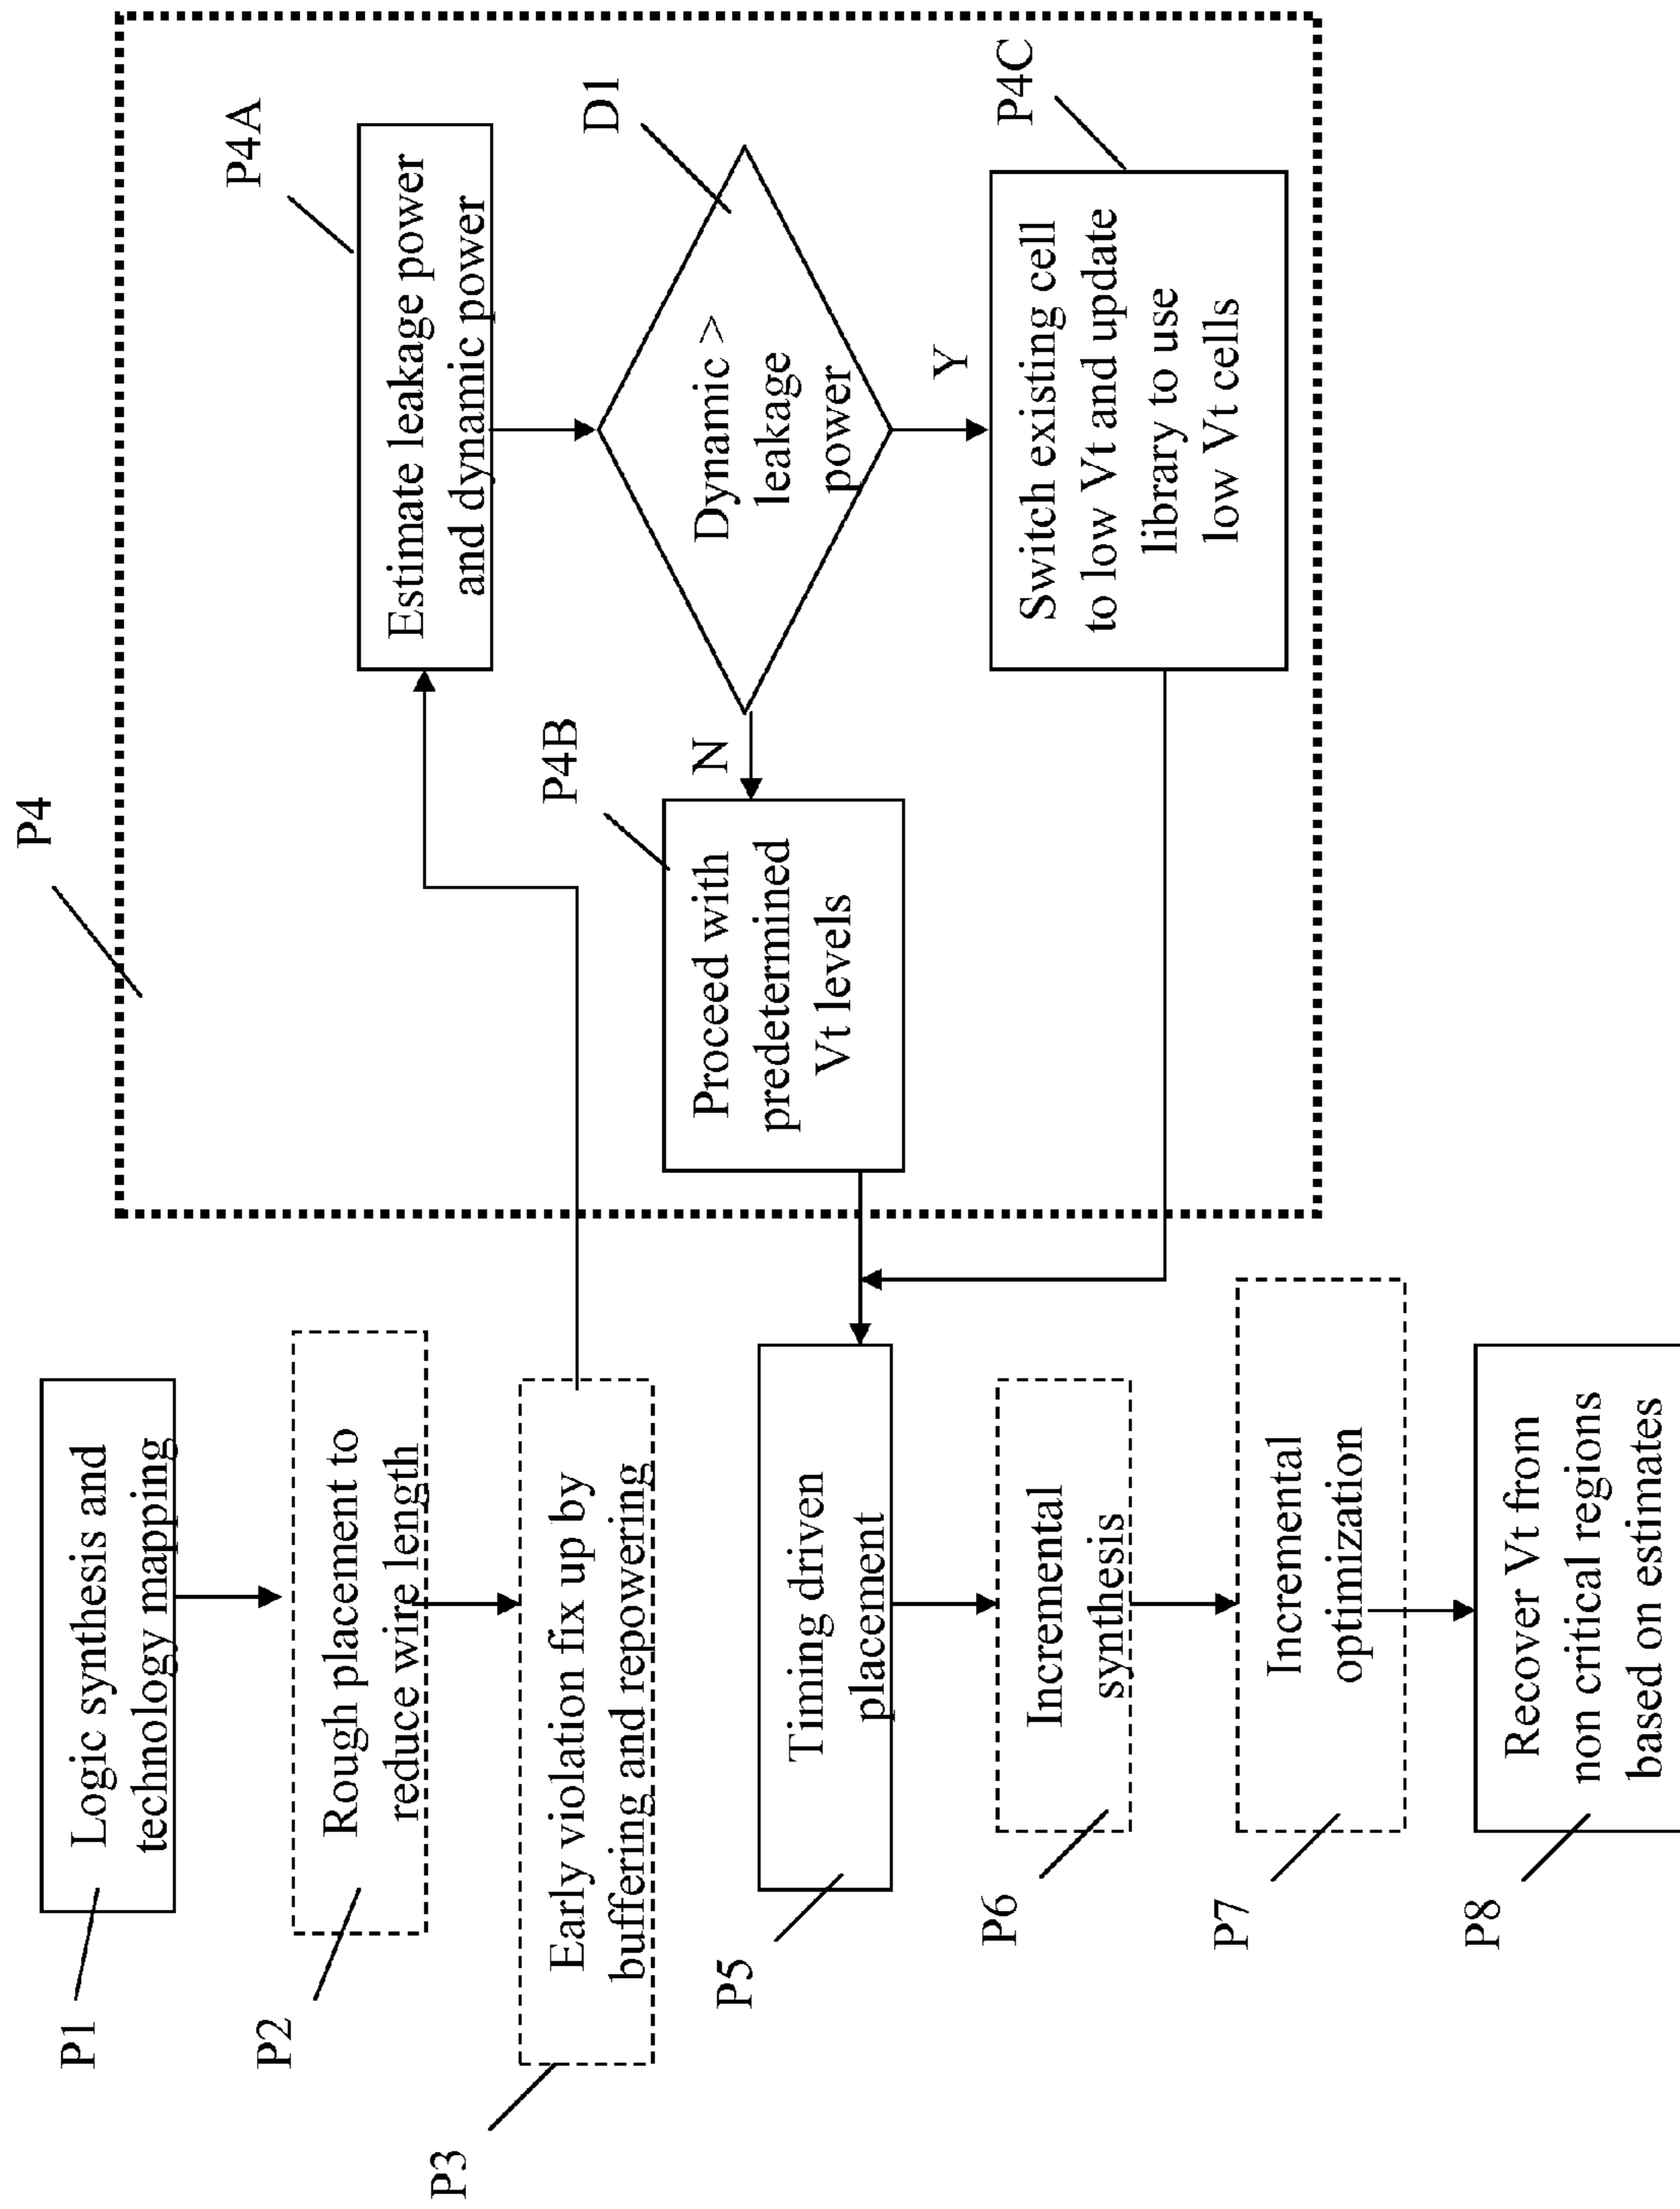 P1
Logic synthesis and
technology mapping
P2
Rough placement to
reduce wire length
P3
Early violation fix up by
buffering and repowering
P4
P4A
Estimate leakage power
and dynamic power
D1
Dynamic >
leakage
power
N
Y
P4B
Proceed with
predetermined
Vt levels
P4C
Switch existing cell
to low Vt and update
library to use
low Vt cells
P5
Timing driven
placement
P6
Incremental
synthesis
P7
Incremental
optimization
P8
Recover Vt from
non critical regions
based on estimates